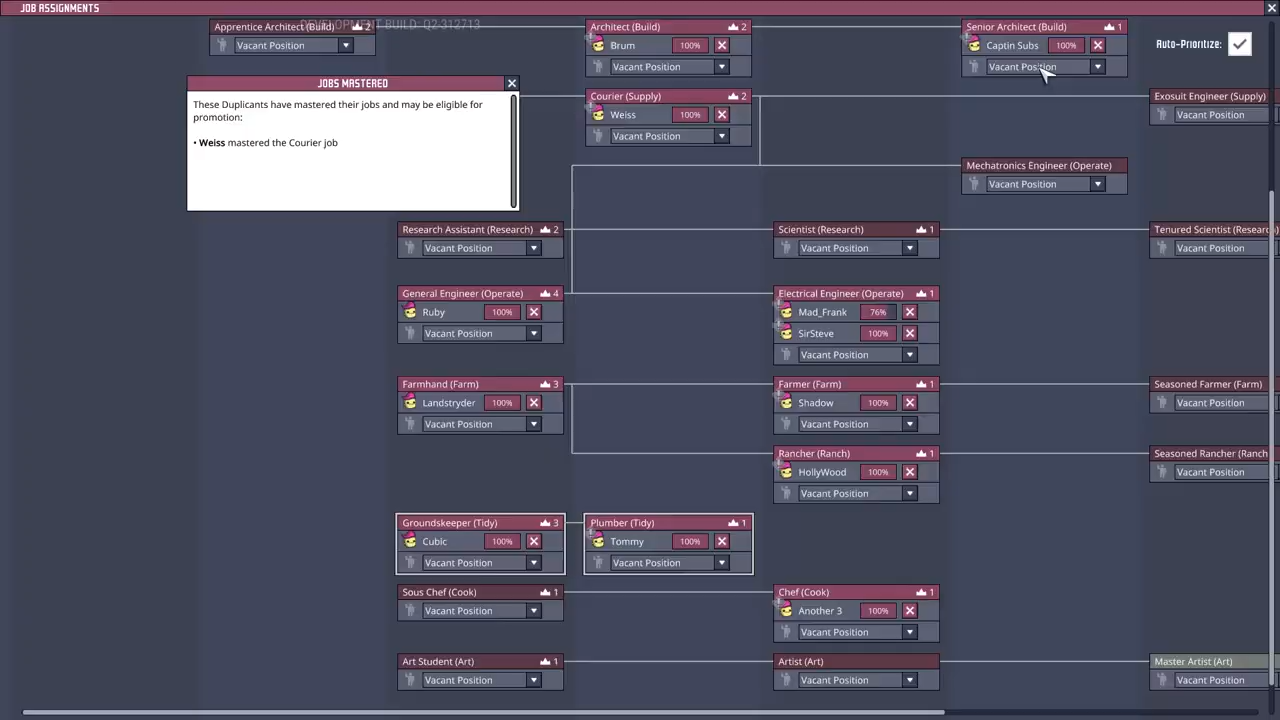 JOB ASSIGNMENTS
DEVELOPMENT BUILD: Q2-312713
Apprentice Architect (Build) 2
Vacant Position
Architect (Build) 2
Brum 100%
Vacant Position
Senior Architect (Build) 1
Captin Subs 100%
Vacant Position
Auto-Prioritize:
JOBS MASTERED
These Duplicants have mastered their jobs and may be eligible for
promotion:
• Weiss mastered the Courier job
Courier (Supply) 2
Weiss 100%
Vacant Position
Exosuit Engineer (Supply)
Vacant Position
Mechatronics Engineer (Operate)
Vacant Position
Research Assistant (Research) 2
Vacant Position
Scientist (Research) 1
Vacant Position
Tenured Scientist (Research)
Vacant Position
General Engineer (Operate) 4
Ruby 100%
Vacant Position
Electrical Engineer (Operate) 1
Mad_Frank 76%
SirSteve 100%
Vacant Position
Farmhand (Farm) 3
Landstryder 100%
Vacant Position
Farmer (Farm) 1
Shadow 100%
Vacant Position
Seasoned Farmer (Farm)
Vacant Position
Rancher (Ranch) 1
HollyWood 100%
Vacant Position
Seasoned Rancher (Ranch
Vacant Position
Groundskeeper (Tidy) 3
Cubic 100%
Vacant Position
Plumber (Tidy) 1
Tommy 100%
Vacant Position
Sous Chef (Cook) 1
Vacant Position
Chef (Cook) 1
Another 3 100%
Vacant Position
Art Student (Art) 1
Vacant Position
Artist (Art)
Vacant Position
Master Artist (Art)
Vacant Position